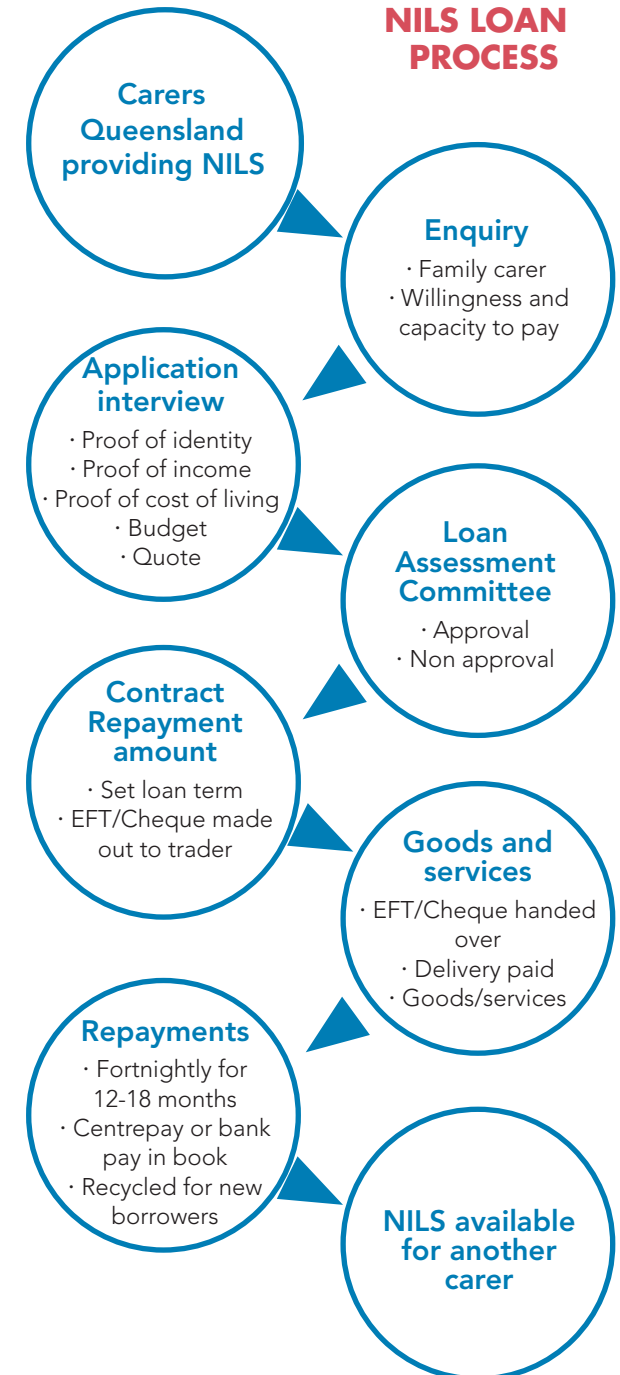 NILS LOAN
PROCESS
Carers
Queensland
providing NILS
Enquiry
· Family carer
· Willingness and
capacity to pay
Application
interview
· Proof of identity
· Proof of income
· Proof of cost of living
· Budget
· Quote
Loan
Assessment
Committee
· Approval
· Non approval
Contract
Repayment
amount
· Set loan term
· EFT/Cheque made
out to trader
Goods and
services
· EFT/Cheque handed
over
· Delivery paid
· Goods/services
Repayments
· Fortnightly for
12-18 months
· Centrepay or bank
pay in book
· Recycled for new
borrowers
NILS available
for another
carer